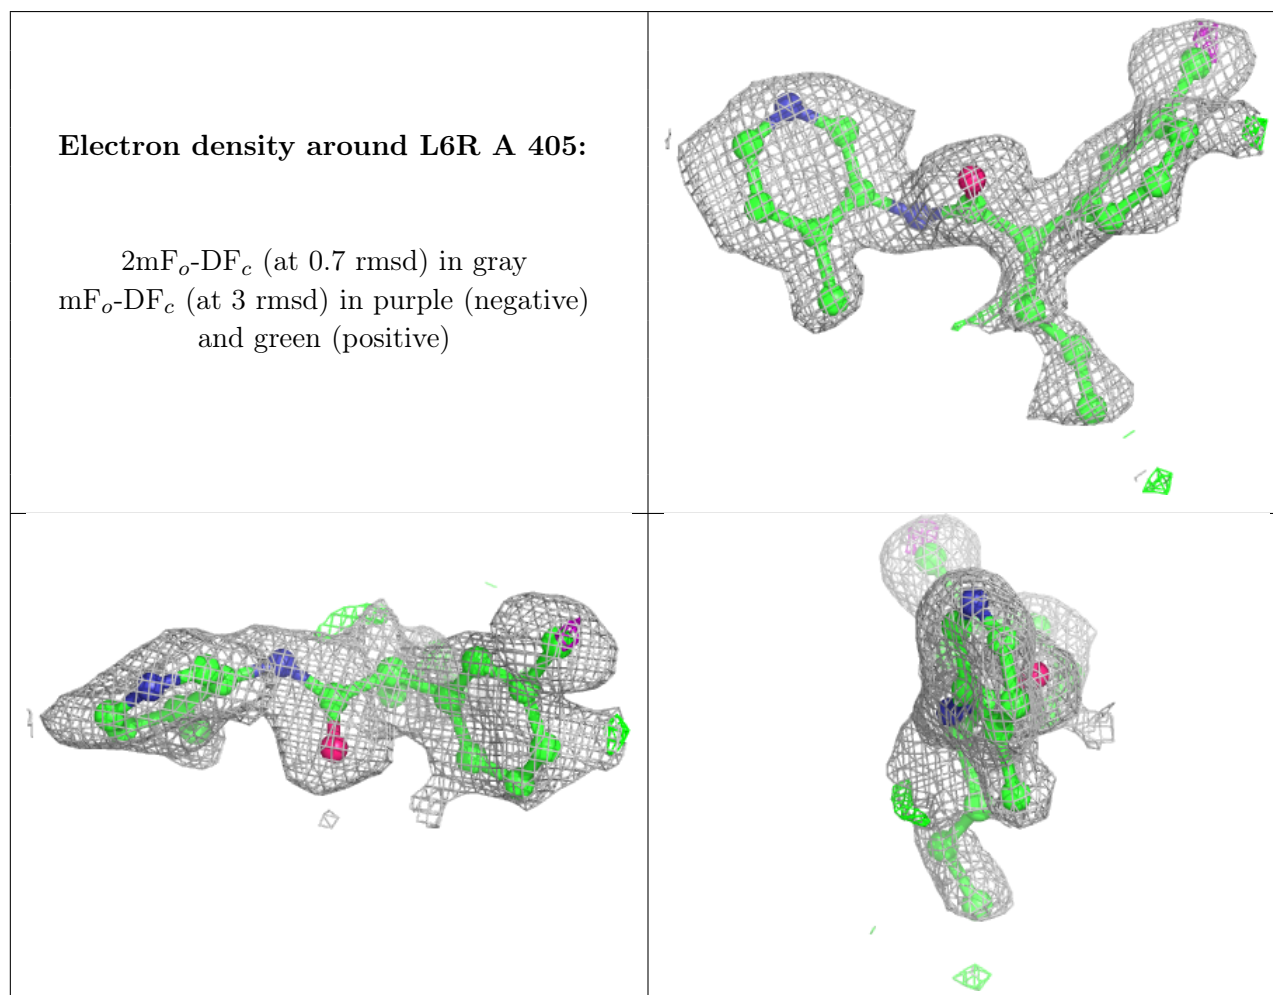 Electron density around L6R A 405:
2mFo-DFc (at 0.7 rmsd) in gray
mFo-DFc (at 3 rmsd) in purple (negative)
and green (positive)